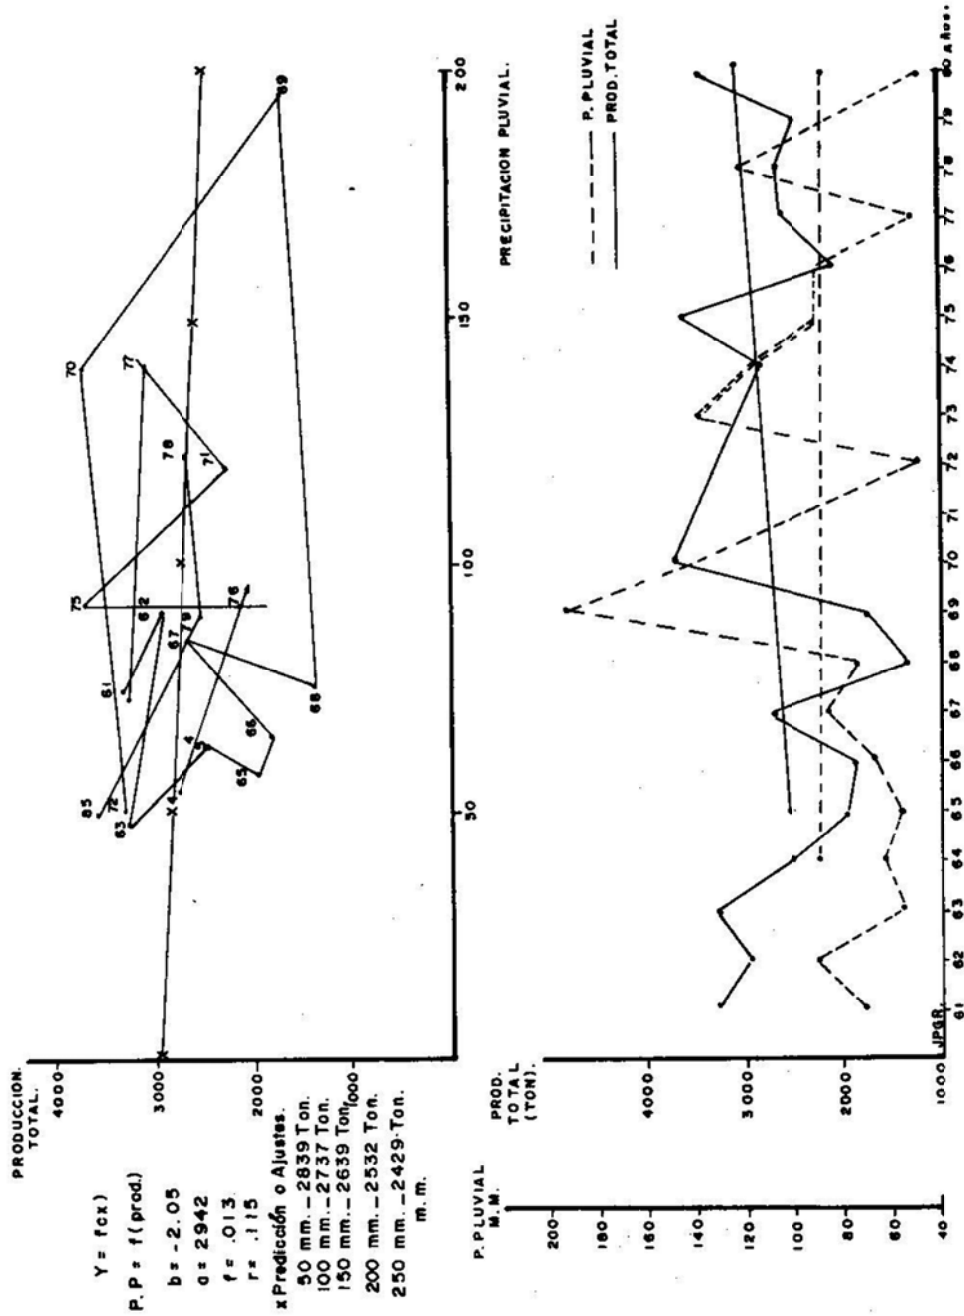 PRODUCCION.
TOTAL.
Y = fcx)
P. P = f (prod.)
b = -2.05
a = 2942
f = .013
r = .115
x Predicción o Ajustes.
50 mm. _ 2839 Ton.
100 mm. _ 2737 Ton.
150 mm. _ 2639 Ton.
200 mm. _ 2532 Ton.
250 mm. _ 2429 Ton.
m. m.
4000
3000
2000
1000
50
100
150
200
PRECIPITACION PLUVIAL.
85
72
63
61
62
75
67
79
76
4
5
4
65
66
68
70
77
78
71
69
P. PLUVIAL
PROD. TOTAL
P. PLUVIAL
M. M.
200
180
160
140
120
100
80
60
40
PROD.
TOTAL
(TON).
4000
3000
2000
1000
JPGR.
61
62
63
64
65
66
67
68
69
70
71
72
73
74
75
76
77
78
79
80 Años.